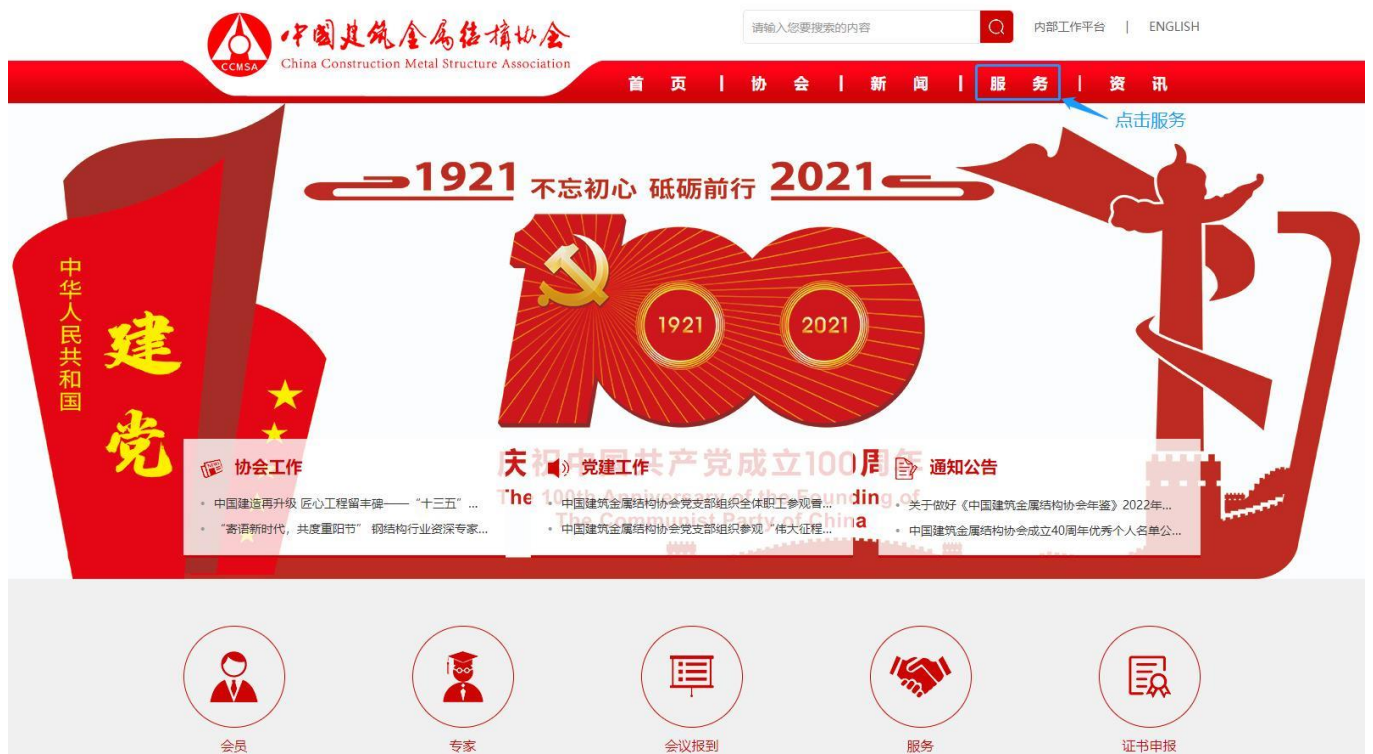 中国建筑金属结构协会
China Construction Metal Structure Association
CCMSA
请输入您要搜索的内容
内部工作平台 | ENGLISH
首 页 | 协 会 | 新 闻 | 服 务 | 资 讯
点击服务
1921 不忘初心 砥砺前行 2021
中华人民共和国
建党
1921
2021
庆祝中国共产党成立100周年
The 100th Anniversary of the Founding of
The Communist Party of China
协会工作
中国建造再升级 匠心工程留丰碑——“十三五”...
“寄语新时代，共度重阳节” 钢结构行业资深专家...
党建工作
中国建筑金属结构协会党支部组织全体职工参观香...
中国建筑金属结构协会党支部组织参观“伟大征程...
通知公告
关于做好《中国建筑金属结构协会年鉴》2022年...
中国建筑金属结构协会成立40周年优秀个人名单公...
会员
专家
会议报到
服务
证书申报